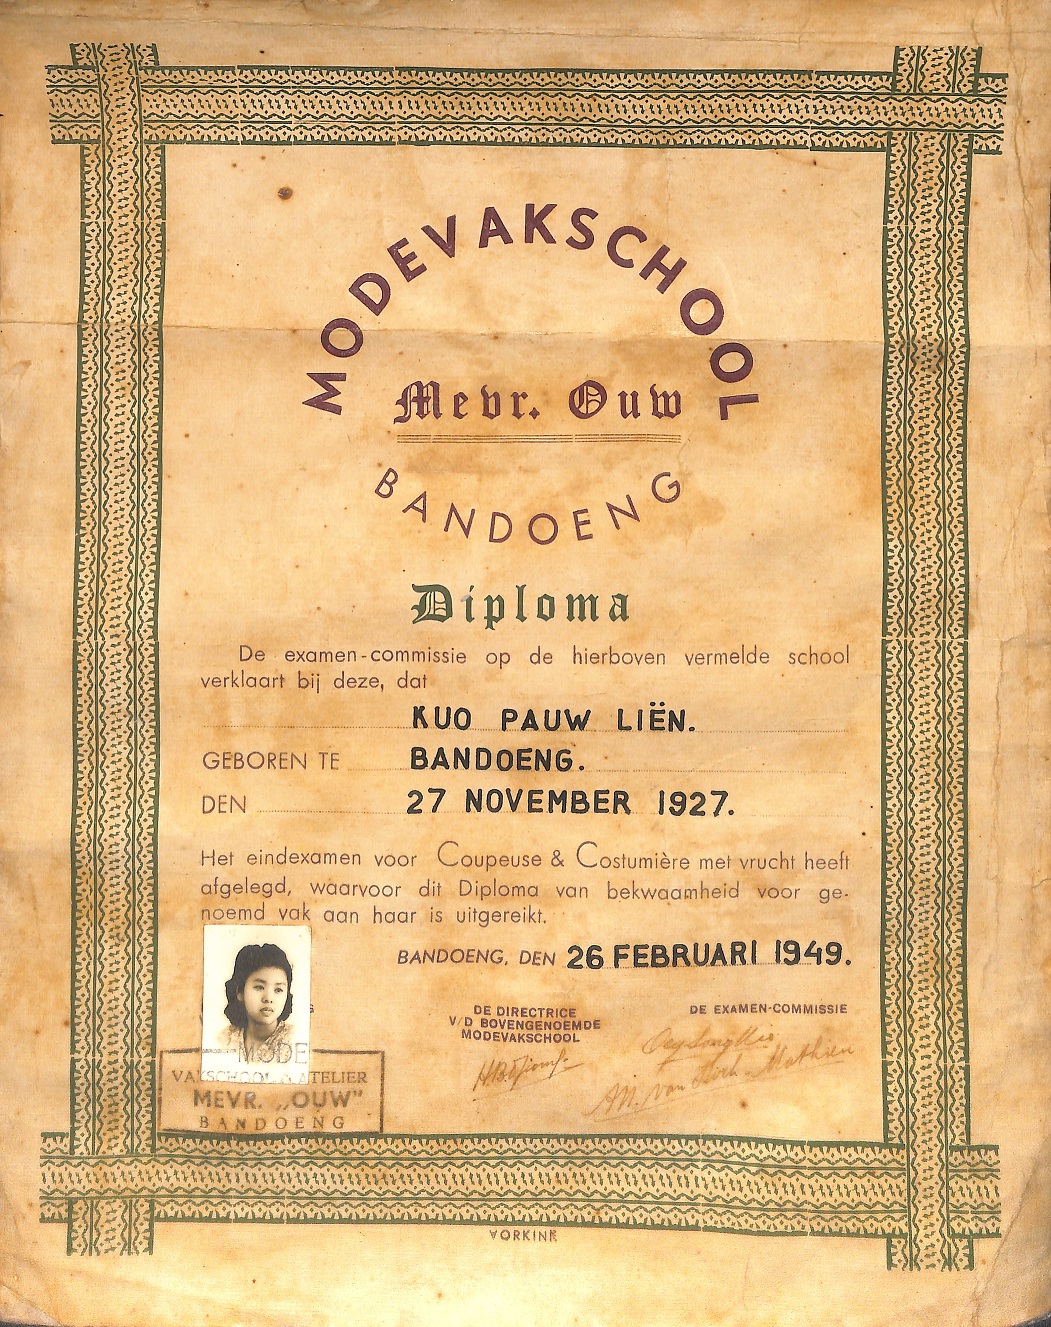 MODEVAKSCHOOL
Mevr. Ouw
BANDOENG
Diploma
De examen-commissie op de hierboven vermelde school
verklaart bij deze, dat
KUO PAUW LIËN.
GEBOREN TE BANDOENG.
DEN 27 NOVEMBER 1927.
Het eindexamen voor Coupeuse & Costumière met vrucht heeft
afgelegd, waarvoor dit Diploma van bekwaamheid voor ge-
noemd vak aan haar is uitgereikt.
BANDOENG, DEN 26 FEBRUARI 1949.
DE DIRECTRICE
V/D BOVENGENOEMDE
MODEVAKSCHOOL
DE EXAMEN-COMMISSIE
MODE
VAKSCHOOL & ATELIER
MEVR. „OUW”
BANDOENG
VORKINK